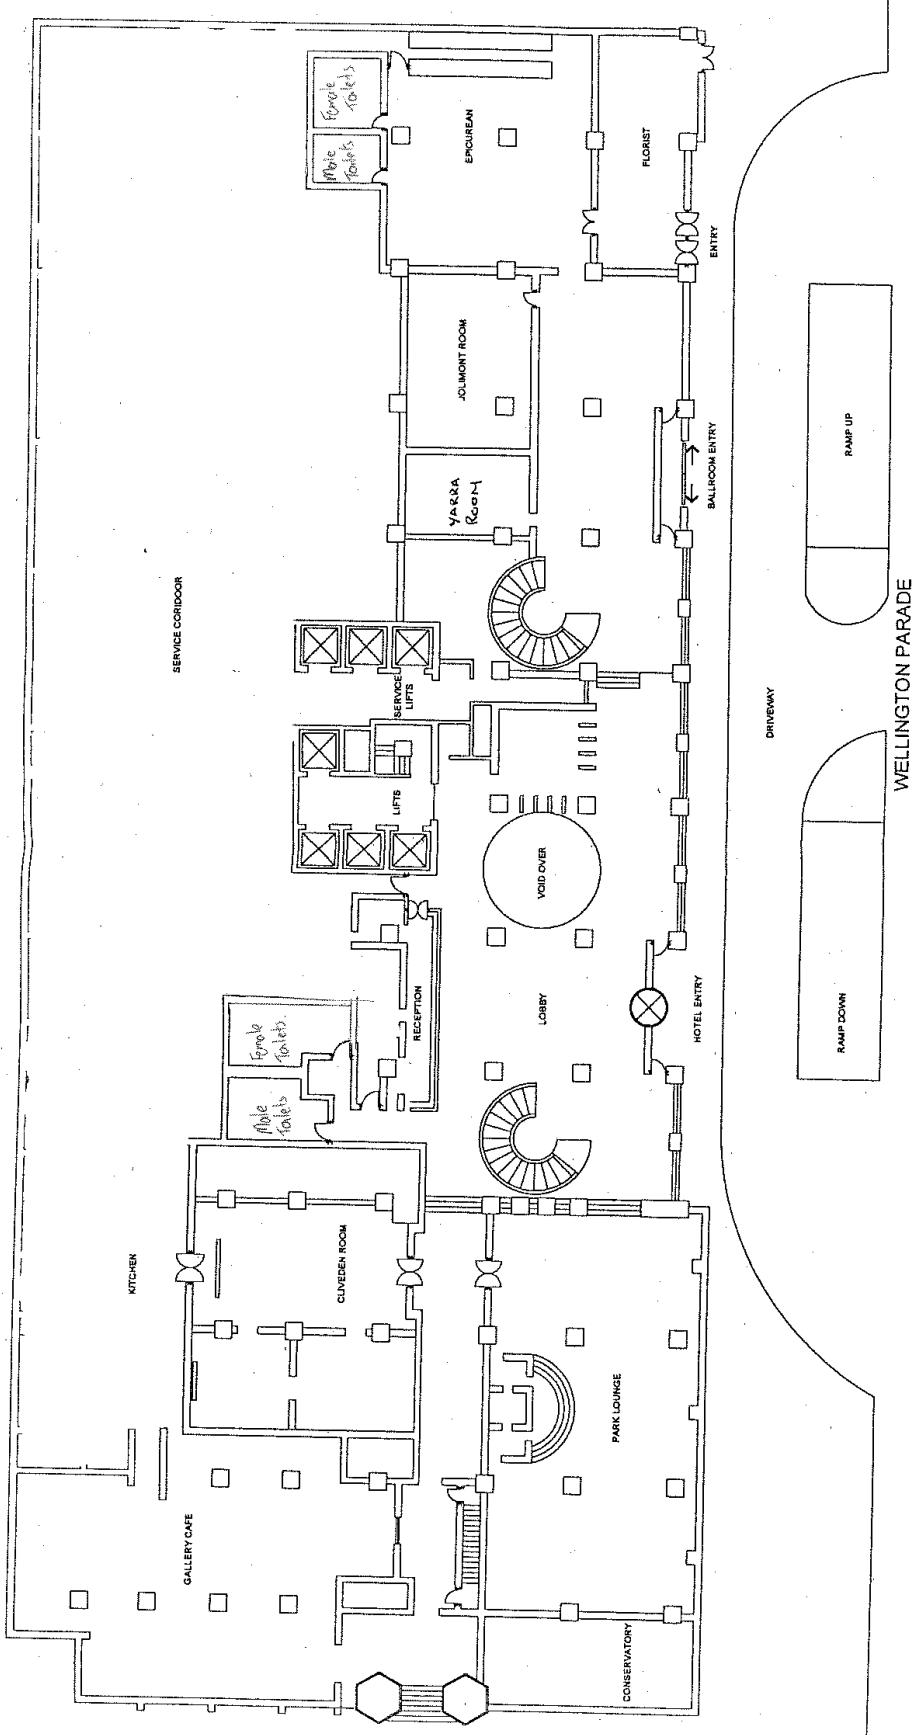 Female
Toilets
Male
Toilets
EPICUREAN
FLORIST
ENTRY
JOLIMONT ROOM
YARRA
ROOM
BALLROOM ENTRY
RAMP UP
SERVICE CORIDOOR
SERVICE
LIFTS
DRIVEWAY
WELLINGTON PARADE
LIFTS
VOID OVER
RECEPTION
LOBBY
HOTEL ENTRY
RAMP DOWN
Female
Toilets.
Male
Toilets
KITCHEN
CLIVEDEN ROOM
PARK LOUNGE
GALLERY CAFE
CONSERVATORY